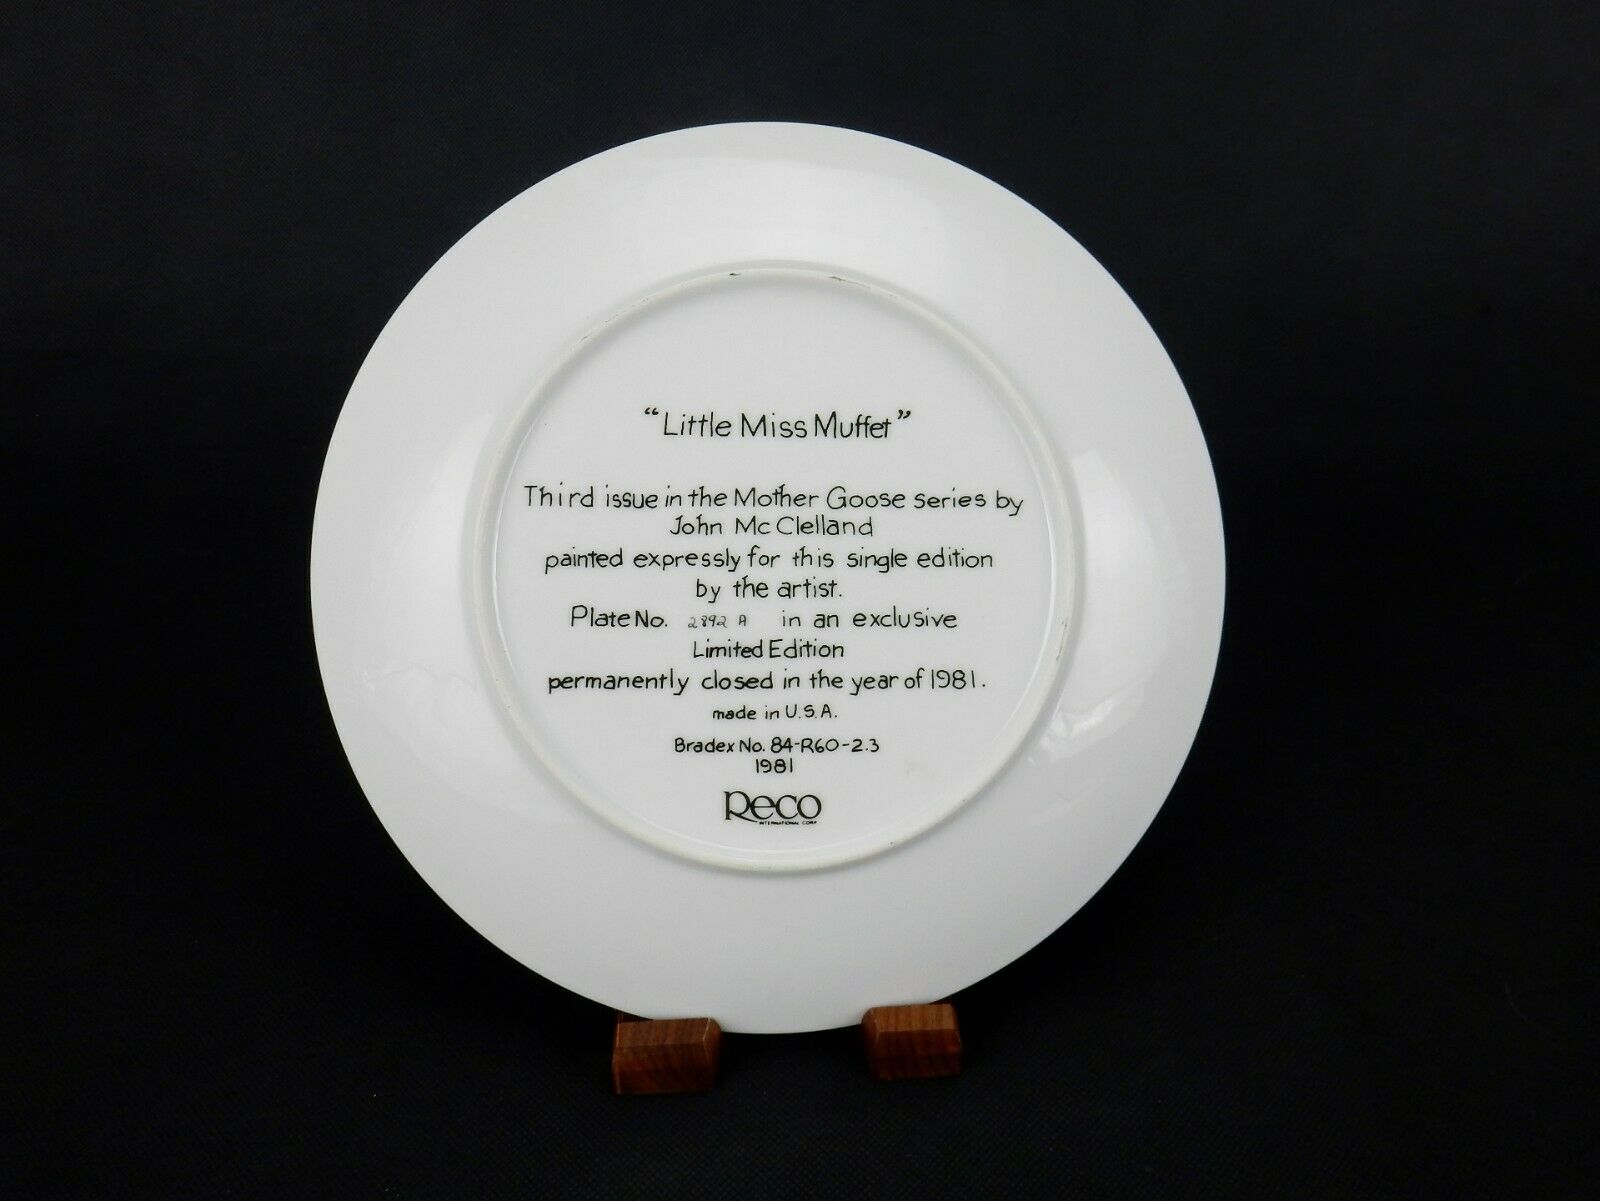 “Little Miss Muffet”
Third issue in the Mother Goose series by
John McClelland
painted expressly for this single edition
by the artist.
Plate No. 2892 A in an exclusive
Limited Edition
permanently closed in the year of 1981.
made in U.S.A.
Bradex No. 84-R60-2.3
1981
Reco
INTERNATIONAL CORP.